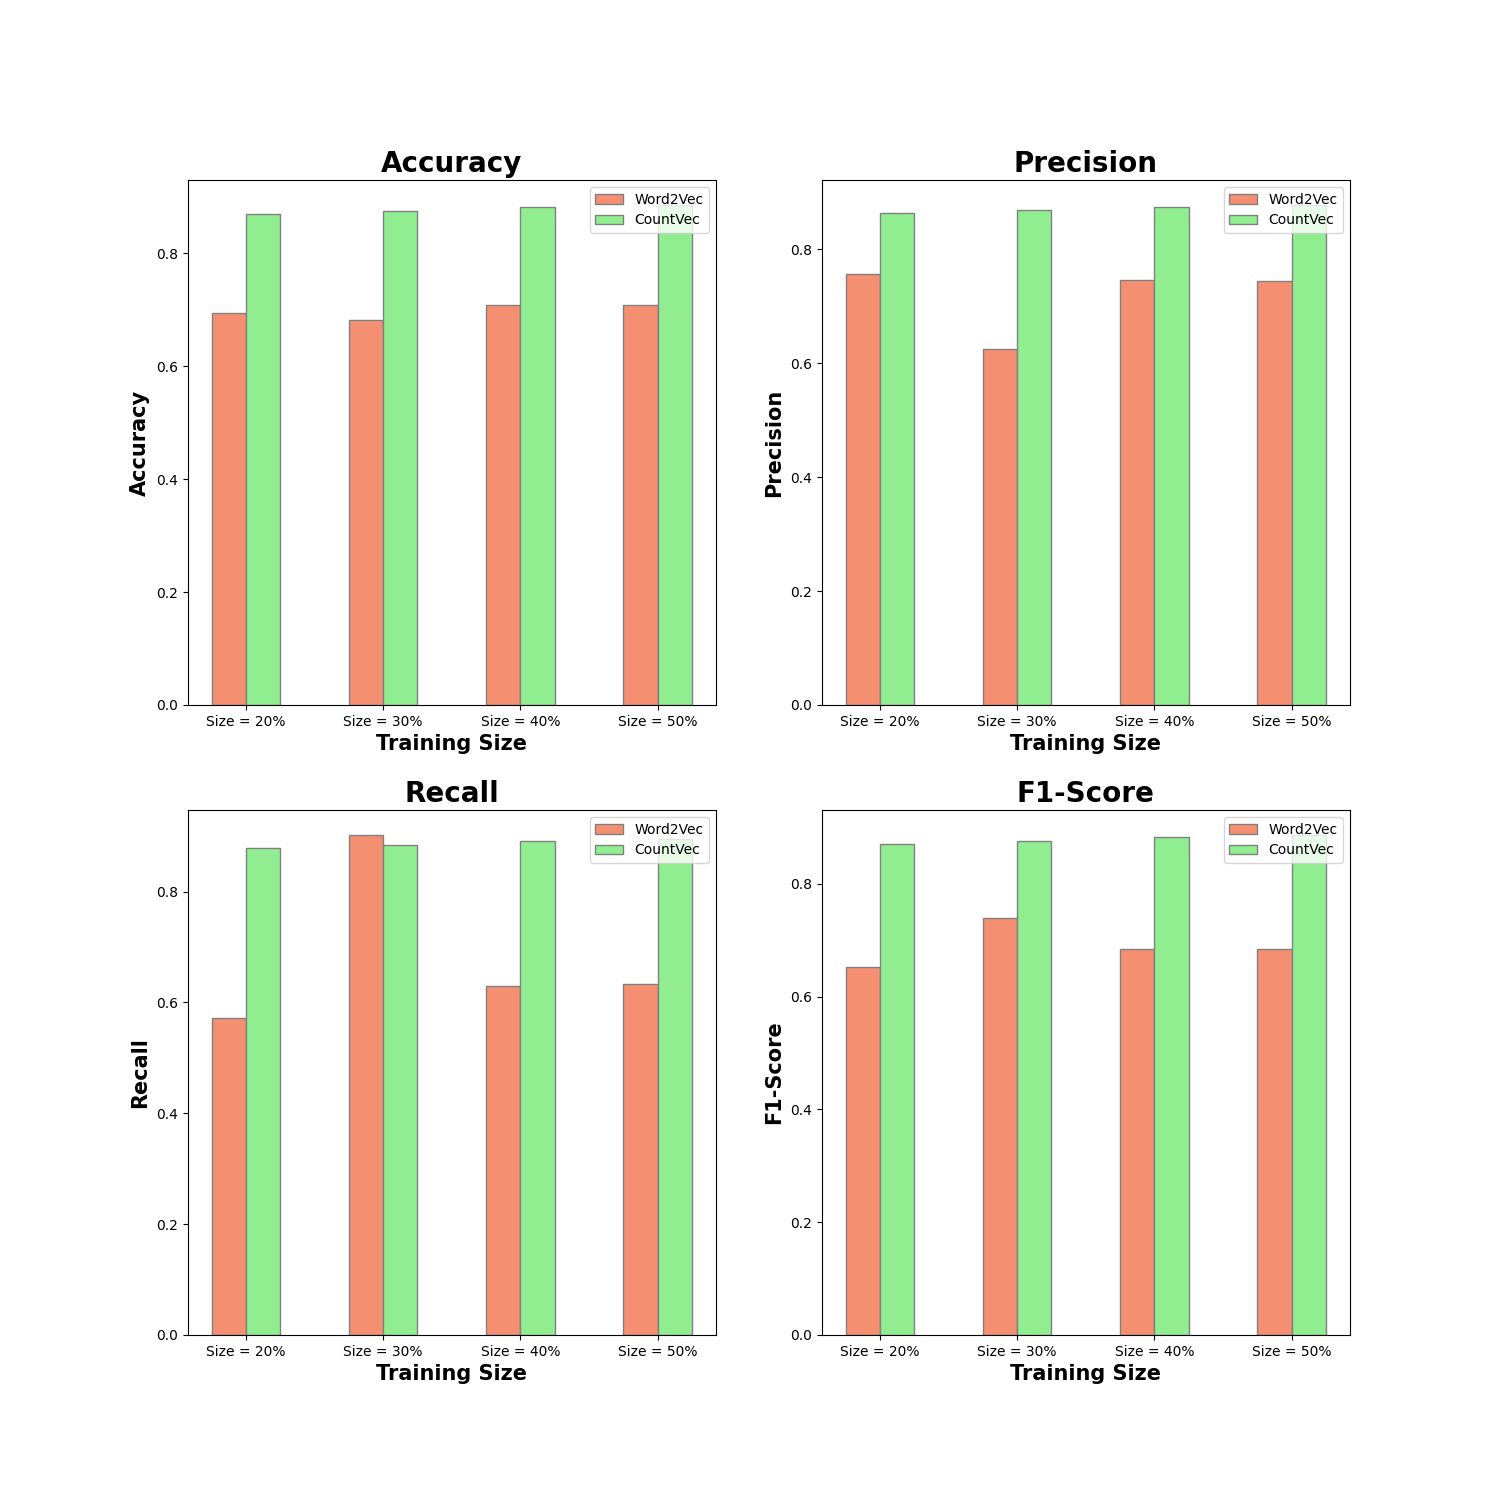 Accuracy
Word2Vec
CountVec
0.8
0.6
0.4
0.2
0.0
Accuracy
Size = 20% Size = 30% Size = 40% Size = 50%
Training Size
Precision
Word2Vec
CountVec
0.8
0.6
0.4
0.2
0.0
Precision
Size = 20% Size = 30% Size = 40% Size = 50%
Training Size
Recall
Word2Vec
CountVec
0.8
0.6
0.4
0.2
0.0
Recall
Size = 20% Size = 30% Size = 40% Size = 50%
Training Size
F1-Score
Word2Vec
CountVec
0.8
0.6
0.4
0.2
0.0
F1-Score
Size = 20% Size = 30% Size = 40% Size = 50%
Training Size